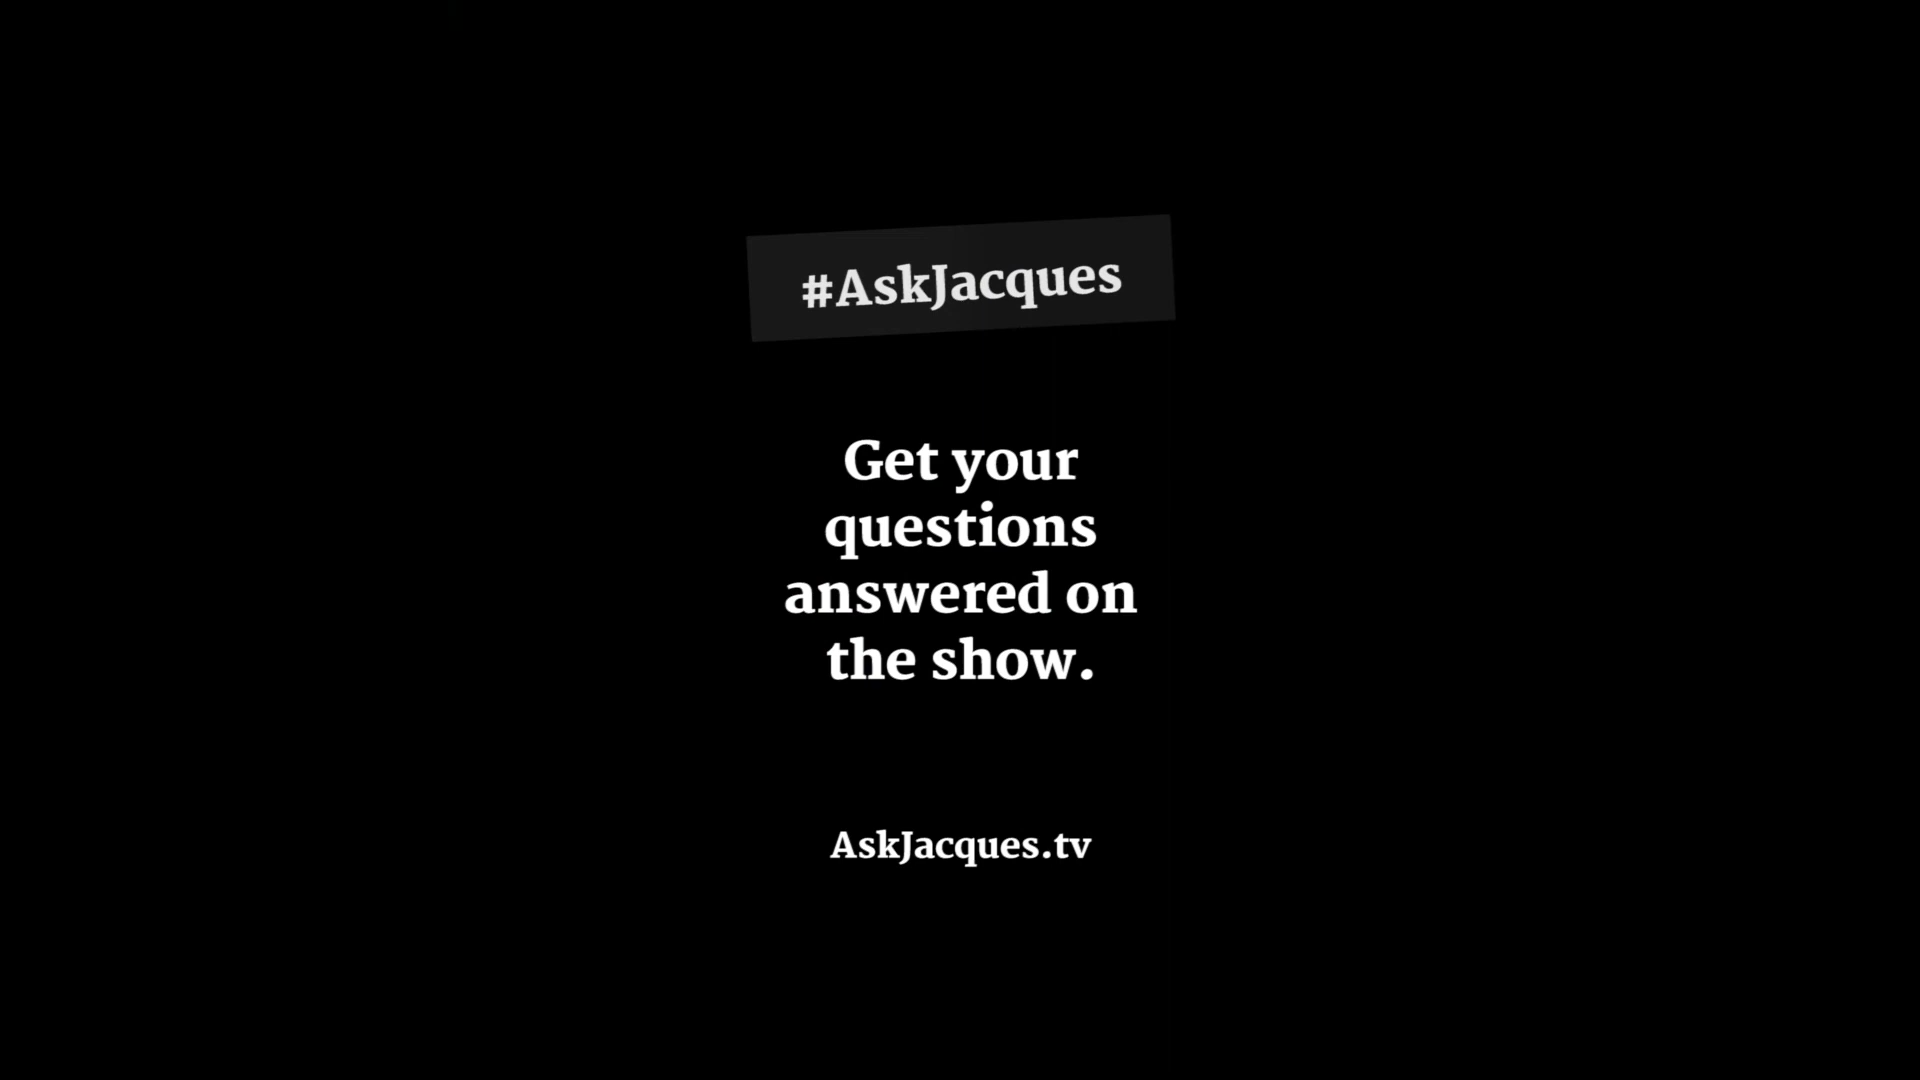 #AskJacques
Get your
questions
answered on
the show.
AskJacques.tv